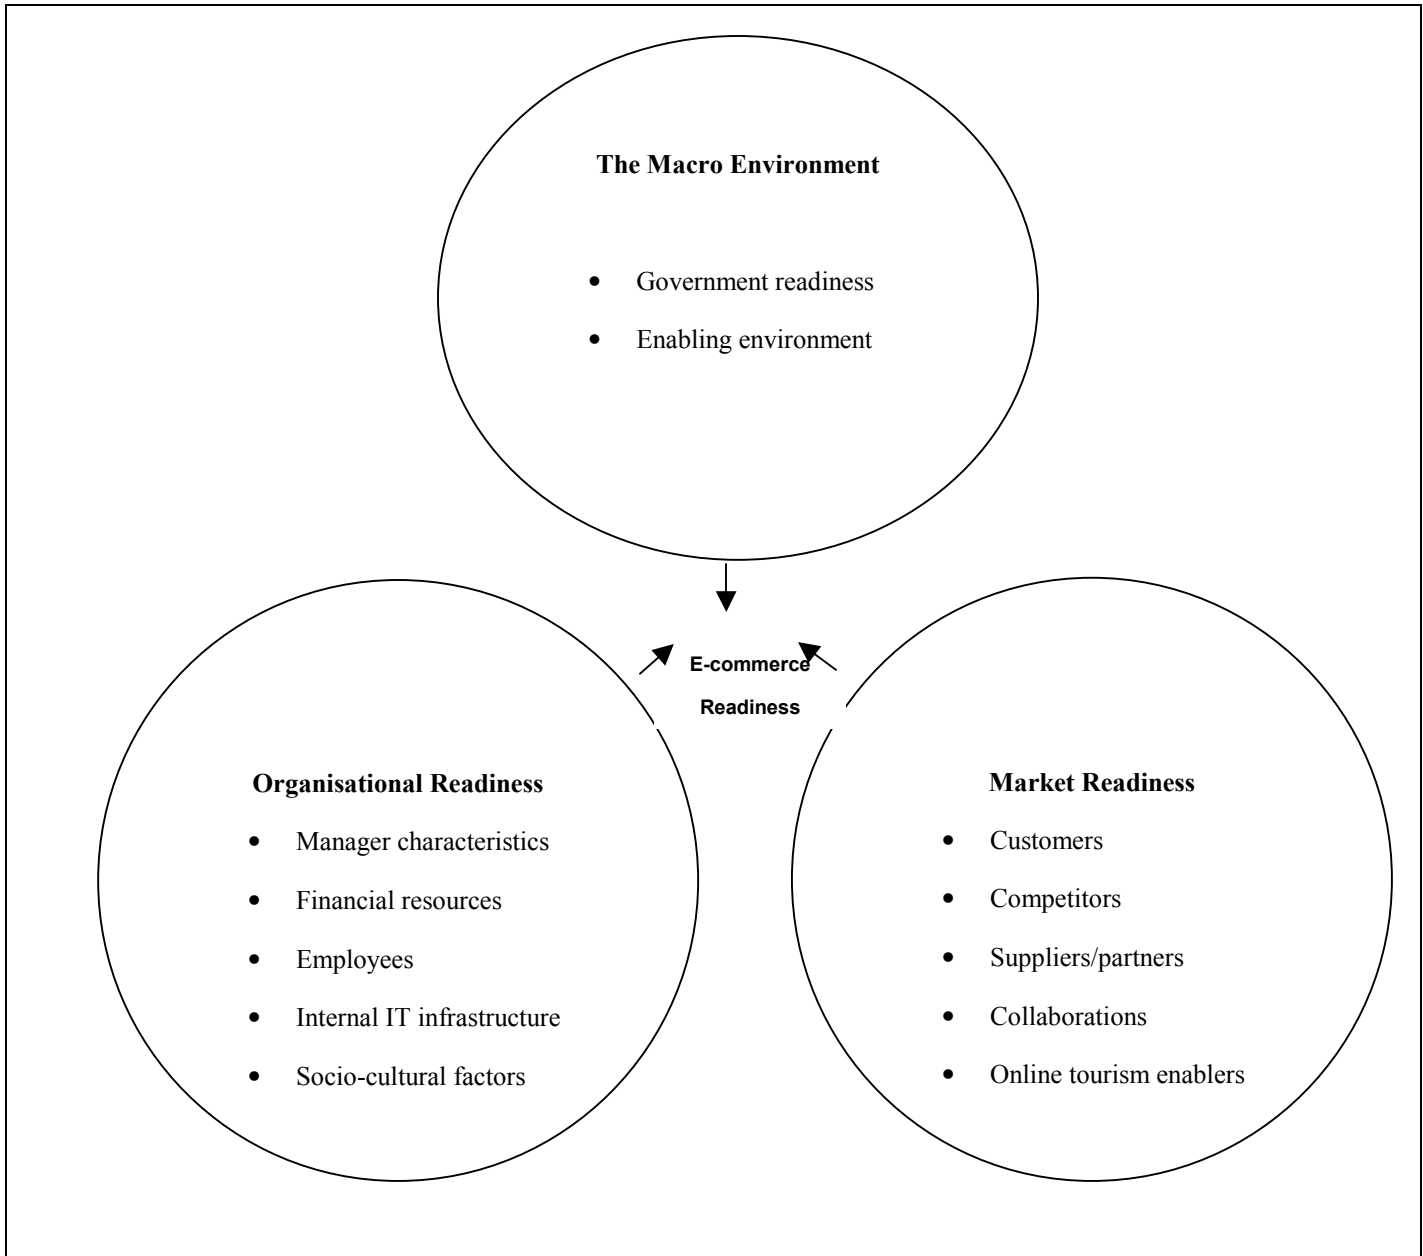 The Macro Environment
• Government readiness
• Enabling environment
E-commerce
Readiness
Organisational Readiness
• Manager characteristics
• Financial resources
• Employees
• Internal IT infrastructure
• Socio-cultural factors
Market Readiness
• Customers
• Competitors
• Suppliers/partners
• Collaborations
• Online tourism enablers